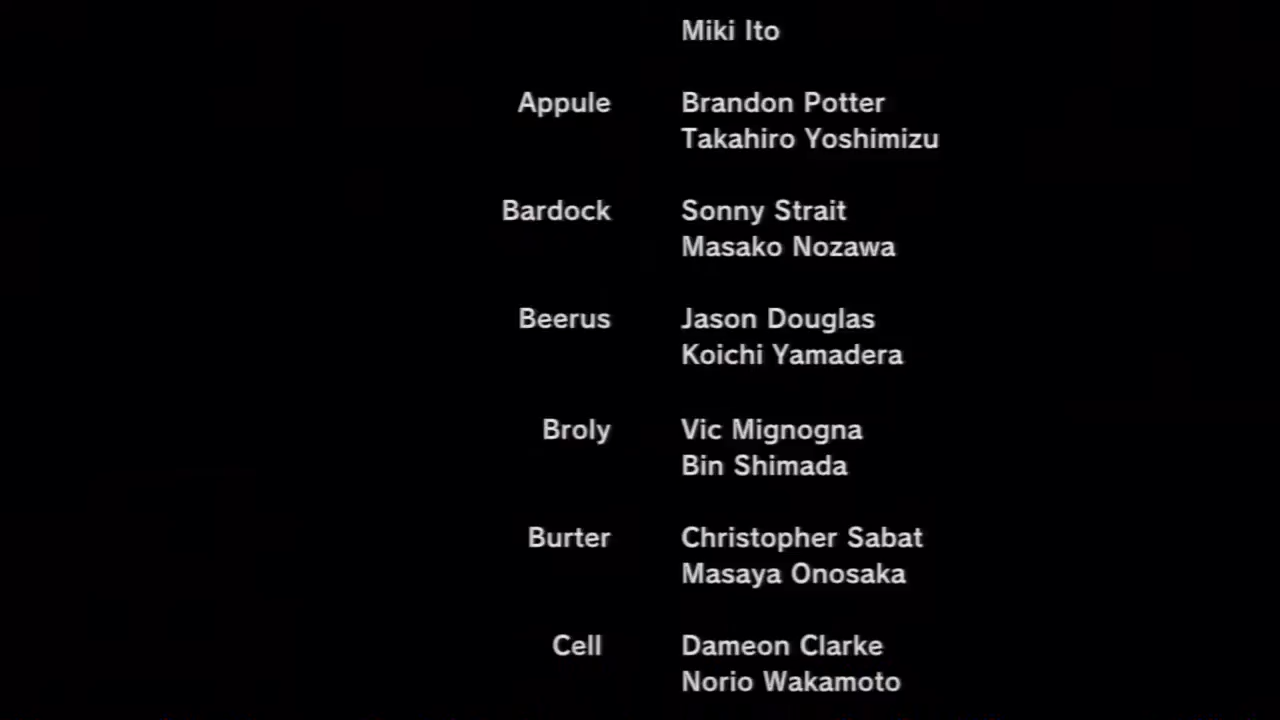 Miki Ito
Appule Brandon Potter
Takahiro Yoshimizu
Bardock Sonny Strait
Masako Nozawa
Beerus Jason Douglas
Koichi Yamadera
Broly Vic Mignogna
Bin Shimada
Burter Christopher Sabat
Masaya Onosaka
Cell Dameon Clarke
Norio Wakamoto